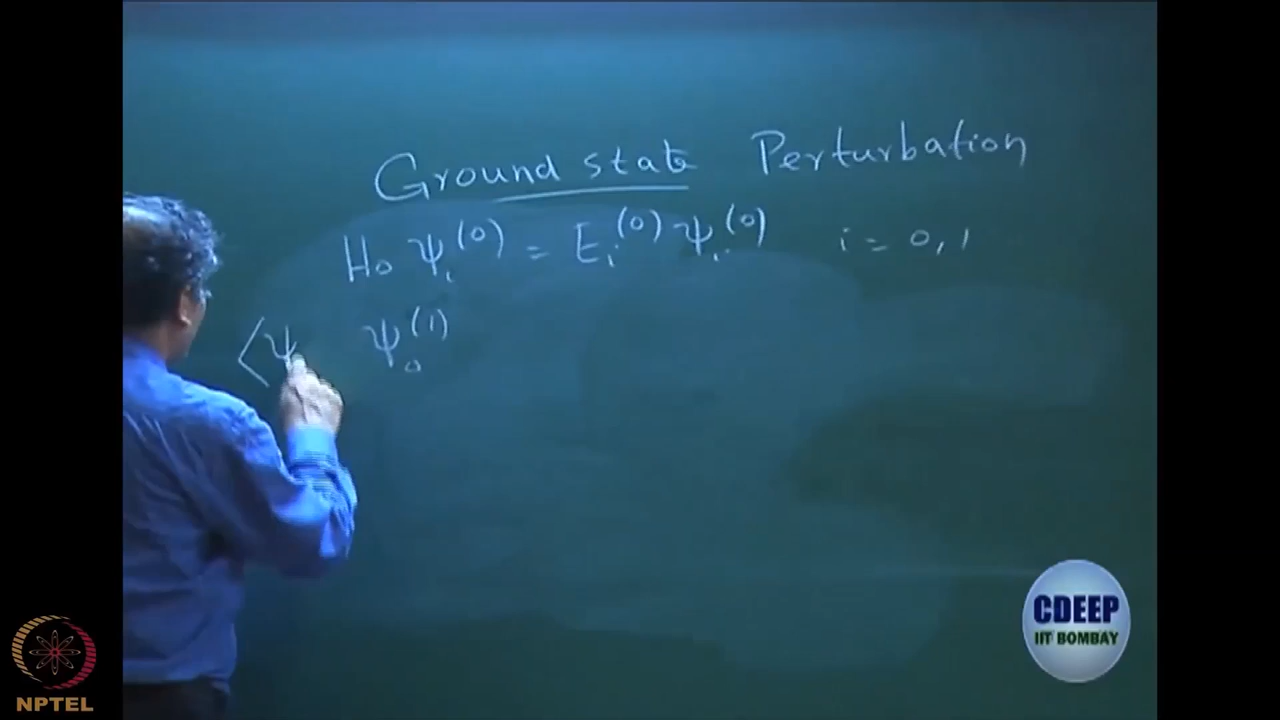 Ground state Perturbation
H₀ ψᵢ⁽⁰⁾ = Eᵢ⁽⁰⁾ ψᵢ⁽⁰⁾ i = 0, 1
⟨ψ ψ₀⁽¹⁾
CDEEP
IIT BOMBAY
NPTEL